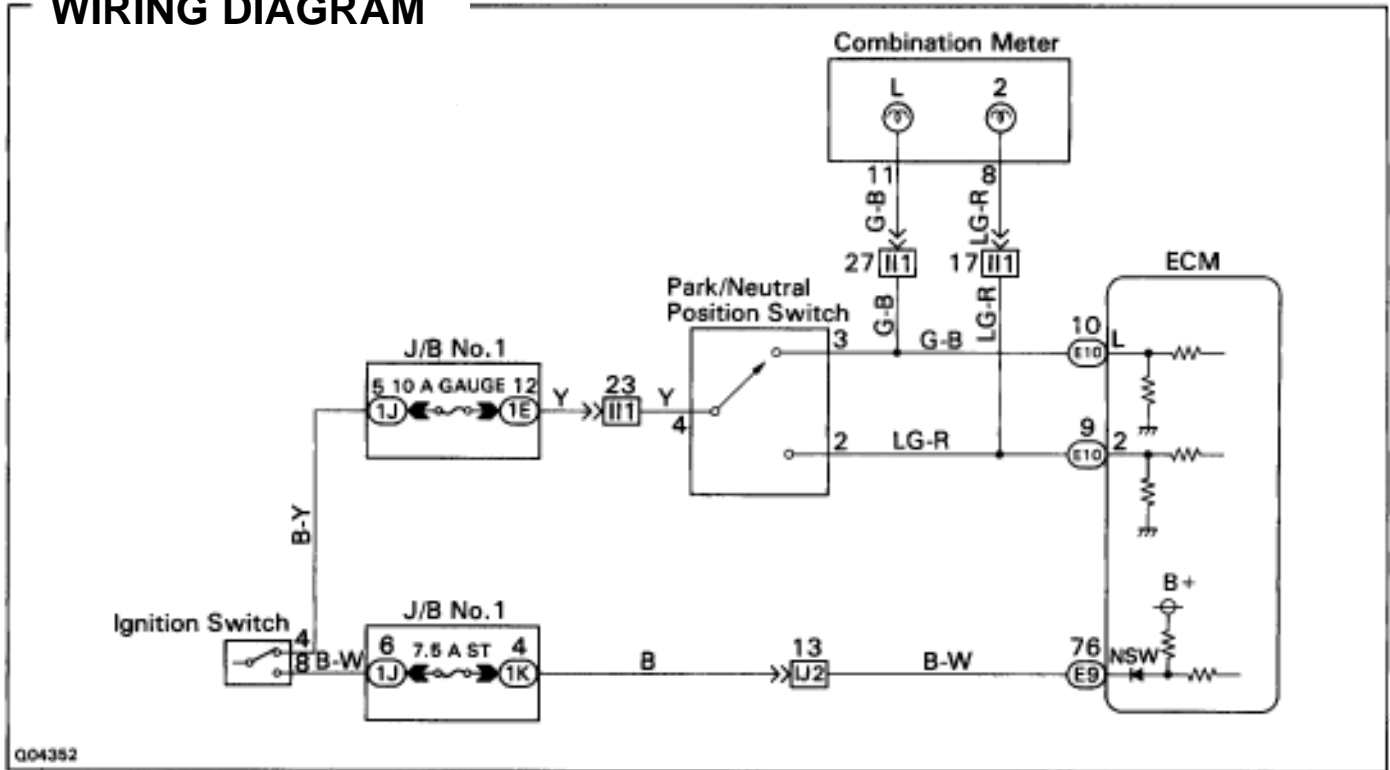 WIRING DIAGRAM
Combination Meter
L 2
11 8
G-B LG-R
27 II1 17 II1
G-B LG-R
ECM
Park/Neutral
Position Switch
3 G-B 10 E10 L
J/B No.1
5 10 A GAUGE 12
1J 1E Y 23 II1 Y 4
2 LG-R 9 E10 2
B-Y
B+
Ignition Switch
4
8 B-W
J/B No.1
6 7.5 A ST 4
1J 1K B 13 IJ2 B-W 76 E9 NSW
Q04352